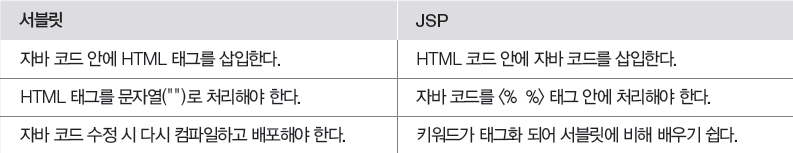 서블릿 JSP
자바 코드 안에 HTML 태그를 삽입한다. HTML 코드 안에 자바 코드를 삽입한다.
HTML 태그를 문자열("")로 처리해야 한다. 자바 코드를 〈% %〉 태그 안에 처리해야 한다.
자바 코드 수정 시 다시 컴파일하고 배포해야 한다. 키워드가 태그화 되어 서블릿에 비해 배우기 쉽다.